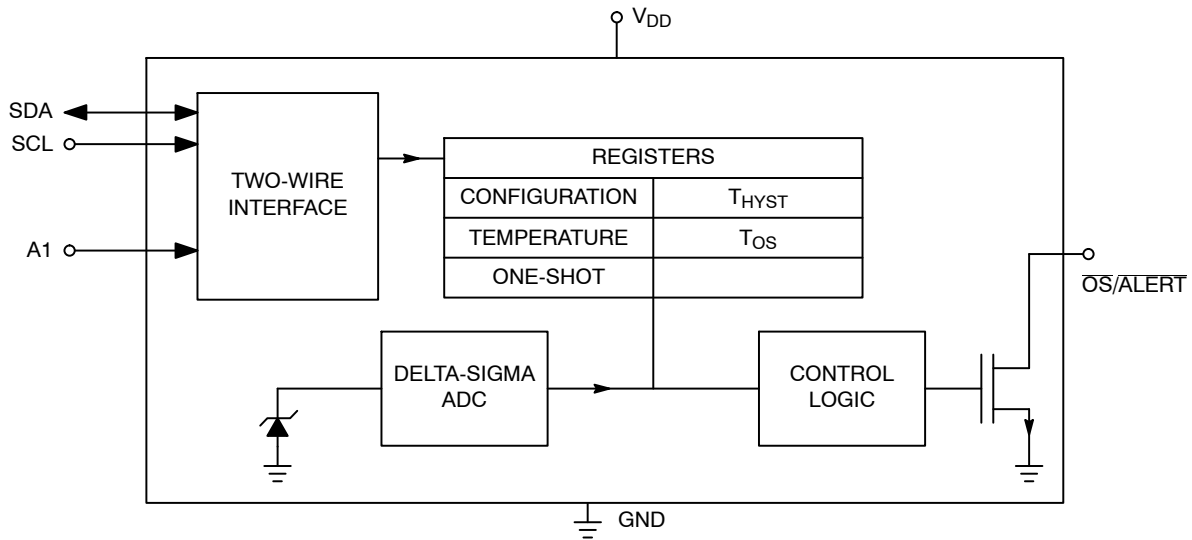 VDD
SDA
SCL
A1
TWO-WIRE
INTERFACE
REGISTERS
CONFIGURATION THYST
TEMPERATURE TOS
ONE-SHOT
OS/ALERT
DELTA-SIGMA
ADC
CONTROL
LOGIC
GND